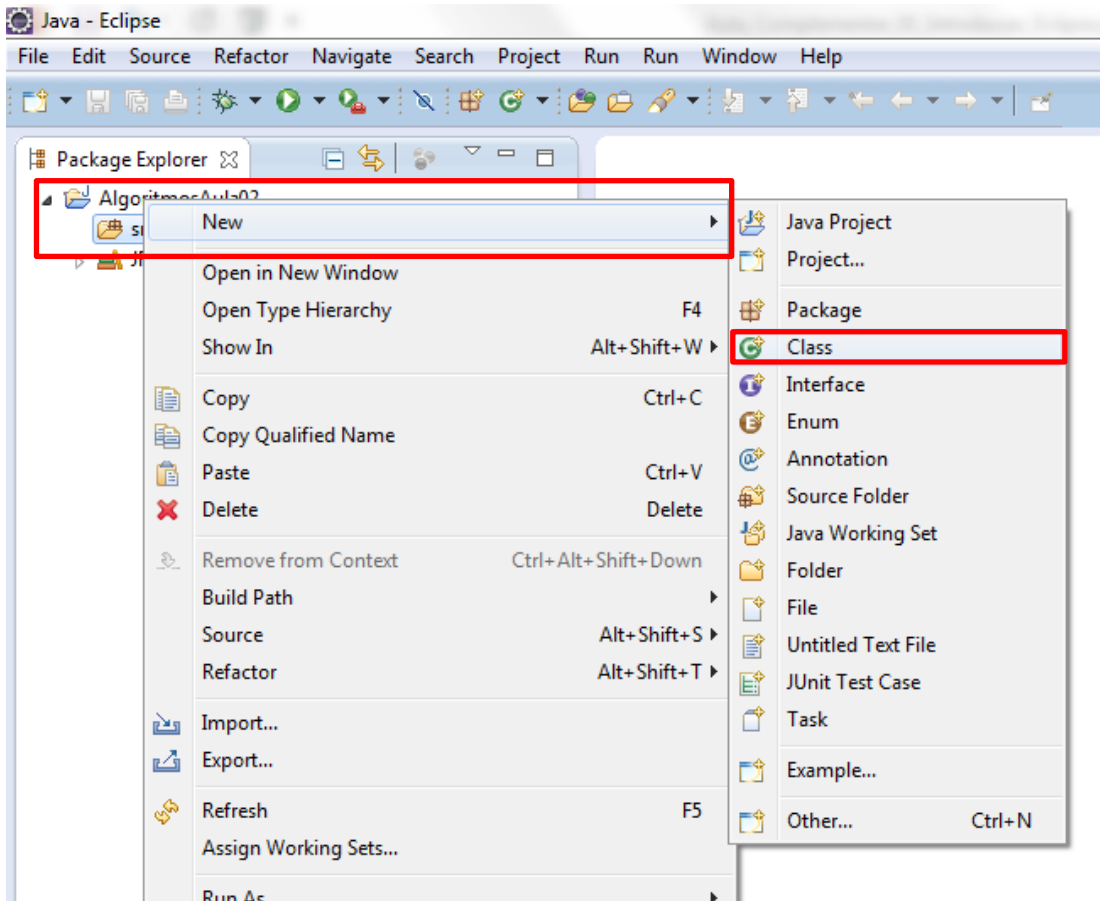 Java - Eclipse
File Edit Source Refactor Navigate Search Project Run Run Window Help
Package Explorer
AlgoritmosAula02
New
Open in New Window
Open Type Hierarchy F4
Show In Alt+Shift+W
Copy Ctrl+C
Copy Qualified Name
Paste Ctrl+V
Delete Delete
Remove from Context Ctrl+Alt+Shift+Down
Build Path
Source Alt+Shift+S
Refactor Alt+Shift+T
Import...
Export...
Refresh F5
Assign Working Sets...
Run As
Java Project
Project...
Package
Class
Interface
Enum
Annotation
Source Folder
Java Working Set
Folder
File
Untitled Text File
JUnit Test Case
Task
Example...
Other... Ctrl+N